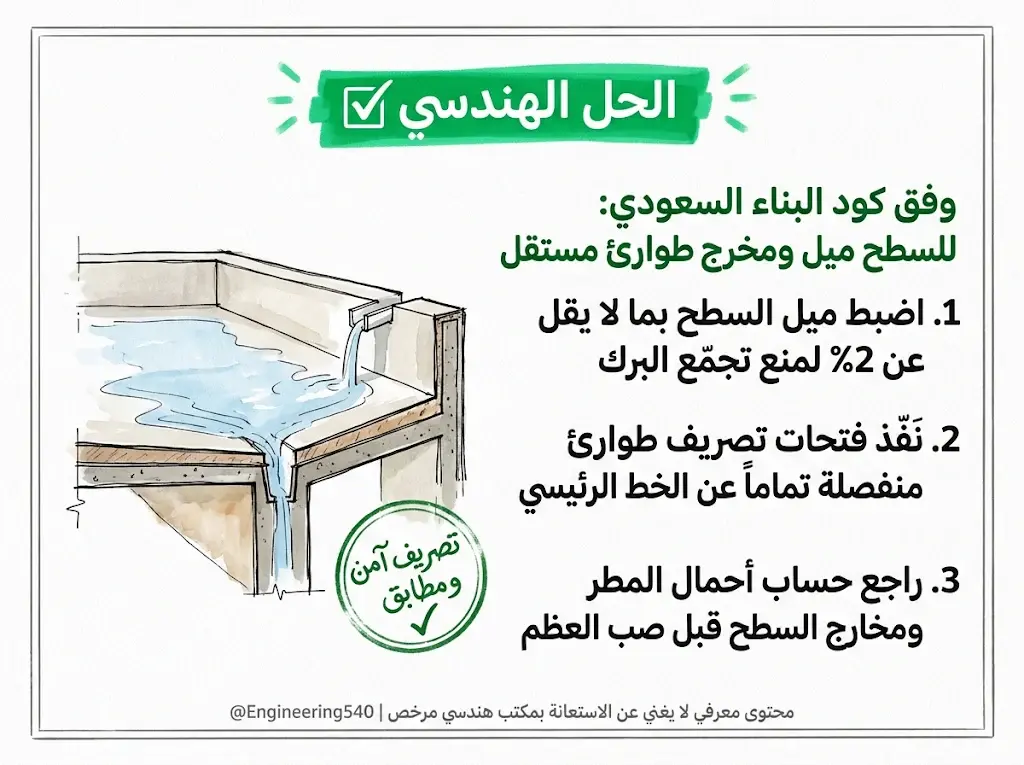 الحل الهندسي
وفق كود البناء السعودي:
للسطح ميل ومخرج طوارئ مستقل
1. اضبط ميل السطح بما لا يقل
عن 2% لمنع تجمّع البرك
2. نَفّذ فتحات تصريف طوارئ
منفصلة تماماً عن الخط الرئيسي
3. راجع حساب أحمال المطر
ومخارج السطح قبل صب العظم
تصريف آمن
ومطابق
محتوى معرفي لا يغني عن الاستعانة بمكتب هندسي مرخص | @Engineering540